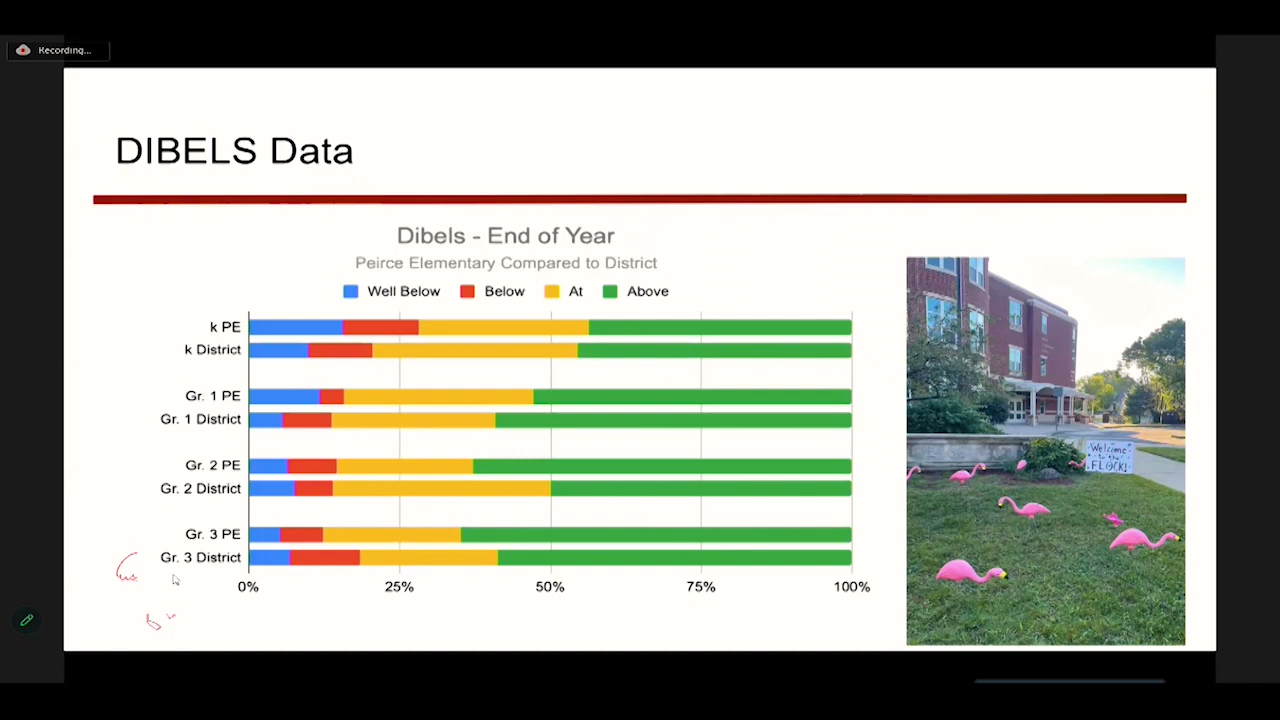 Recording...
DIBELS Data
Dibels - End of Year
Peirce Elementary Compared to District
Well Below Below At Above
k PE
k District
Gr. 1 PE
Gr. 1 District
Gr. 2 PE
Gr. 2 District
Gr. 3 PE
Gr. 3 District
0% 25% 50% 75% 100%
Welcome
to the
FLOCK!